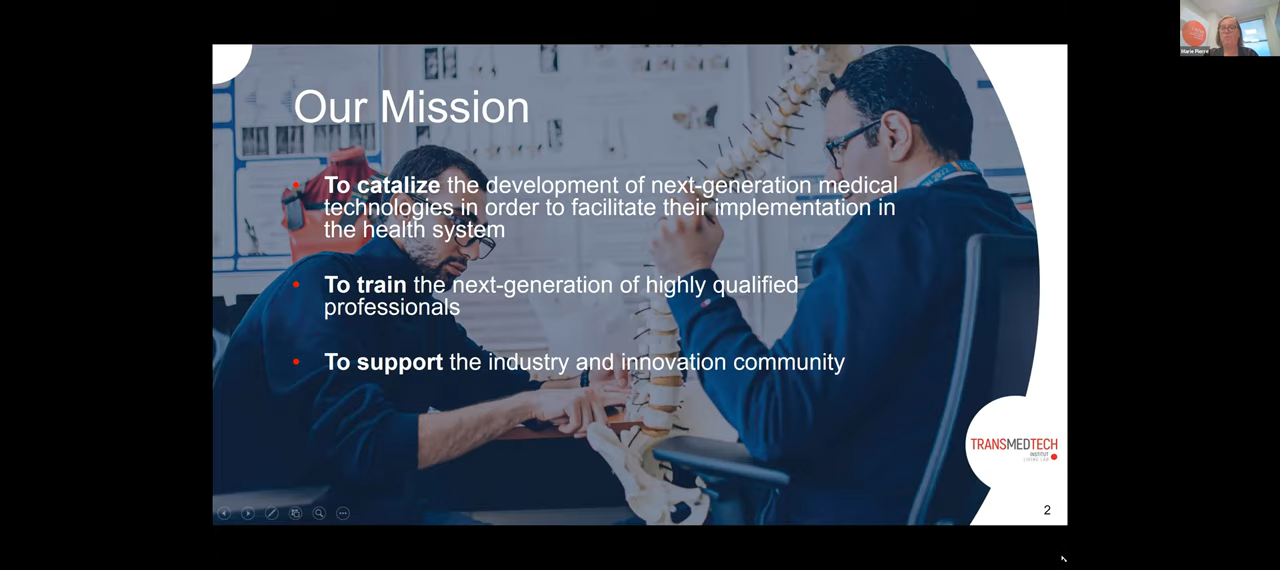 Marie Pierre
Our Mission
• To catalize the development of next-generation medical
technologies in order to facilitate their implementation in
the health system
• To train the next-generation of highly qualified
professionals
• To support the industry and innovation community
TRANSMEDTECH
INSTITUT
LIVING LAB
2